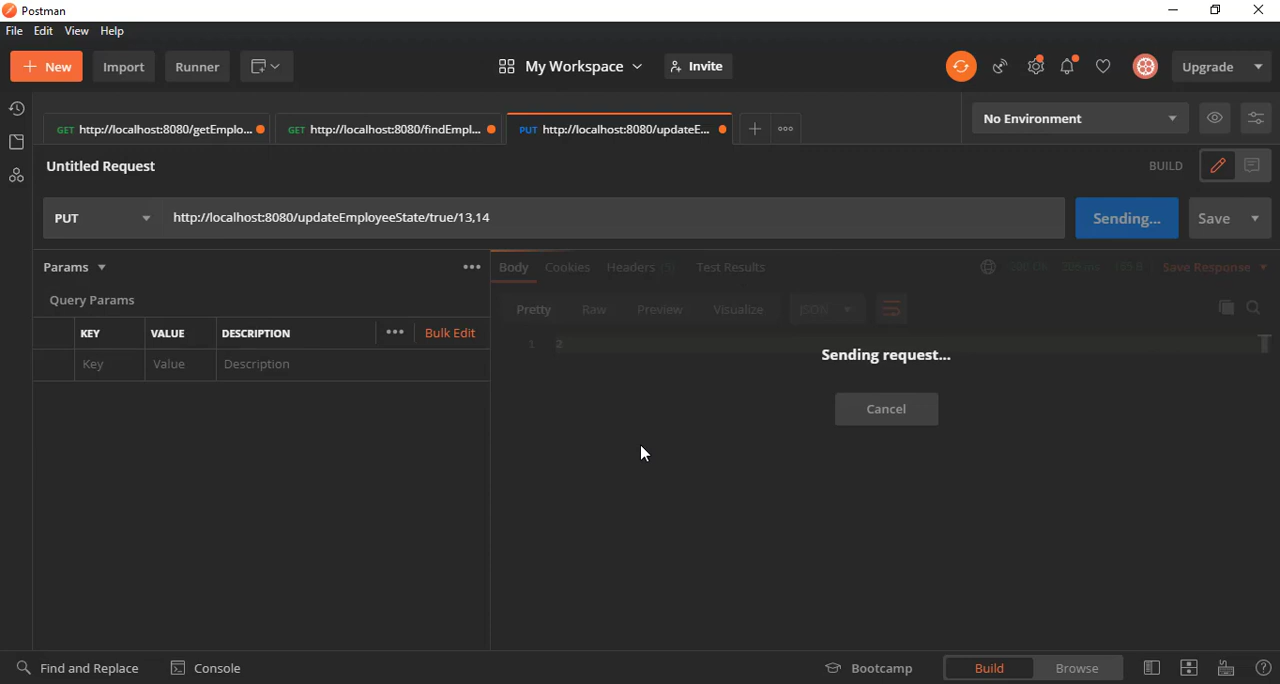 Postman
File Edit View Help
New Import Runner My Workspace Invite Upgrade
GET http://localhost:8080/getEmplo... GET http://localhost:8080/findEmpl... PUT http://localhost:8080/updateE... No Environment
Untitled Request BUILD
PUT http://localhost:8080/updateEmployeeState/true/13,14 Sending... Save
Params Body Cookies Headers (5) Test Results Save Response
Query Params Pretty Raw Preview Visualize JSON
KEY VALUE DESCRIPTION Bulk Edit 1 2
Key Value Description Sending request...
Cancel
Find and Replace Console Bootcamp Build Browse